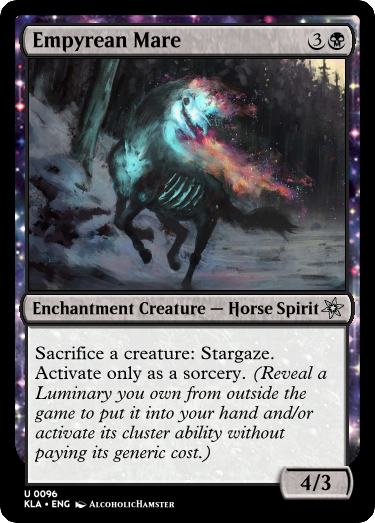 Empyrean Mare 3
Enchantment Creature — Horse Spirit
Sacrifice a creature: Stargaze.
Activate only as a sorcery. (Reveal a
Luminary you own from outside the
game to put it into your hand and/or
activate its cluster ability without
paying its generic cost.)
4/3
U 0096
KLA • ENG AlcoholicHamster